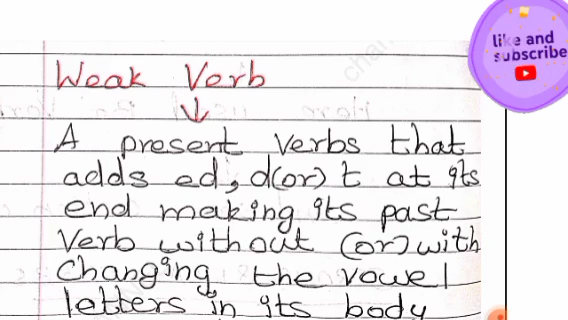 like and
subscribe
Weak Verb
A present verbs that
adds ed, d(or) t at its
end making its past
Verb without (or) with
Changing the vowel
letters in its body